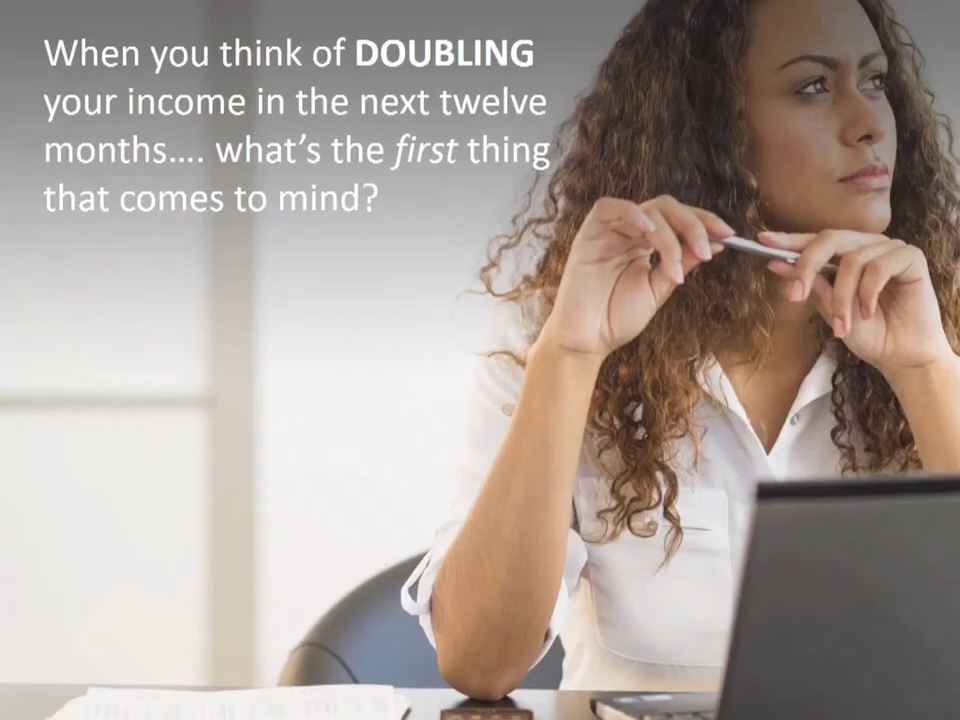 When you think of DOUBLING
your income in the next twelve
months.... what's the first thing
that comes to mind?